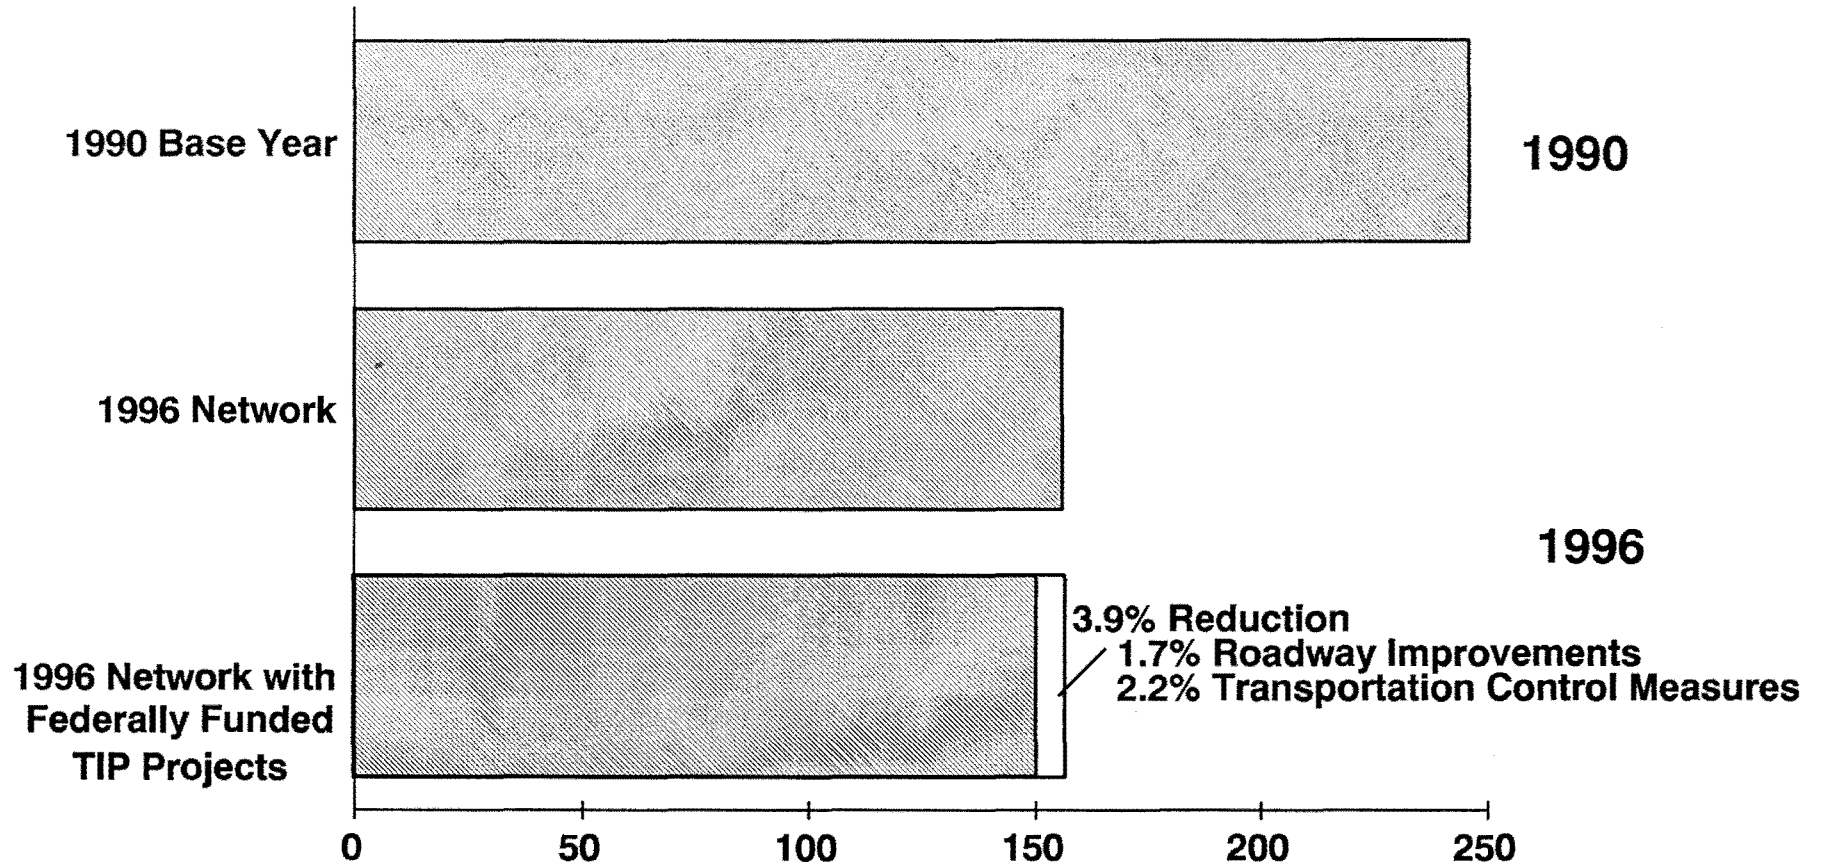 1990 Base Year
1990
1996 Network
1996
3.9% Reduction
1.7% Roadway Improvements
2.2% Transportation Control Measures
1996 Network with
Federally Funded
TIP Projects
0 50 100 150 200 250